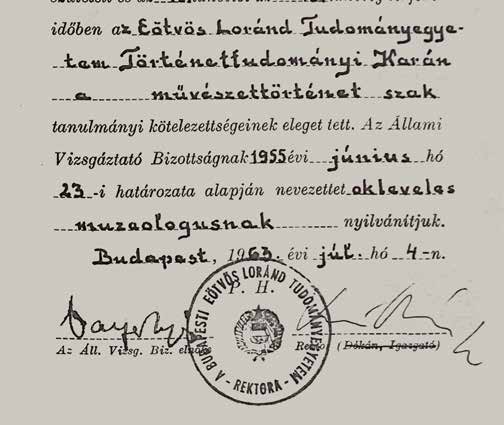 időben az Eötvös Loránd Tudományegye-
tem Történettudományi Karán
a művészettörténet szak
tanulmányi kötelezettségeinek eleget tett. Az Állami
Vizsgáztató Bizottságnak 1955 évi június hó
23 -i határozata alapján nevezettet okleveles
muzeologusnak nyilvánítjuk.
Budapest, 1963. évi júl. hó 4-n.
P. H.
A BUDAPESTI EÖTVÖS LORÁND TUDOMÁNYEGYETEM
- REKTORA -
Az Áll. Vizsg. Biz. elnöke
Rektor (Dékán, Igazgató)